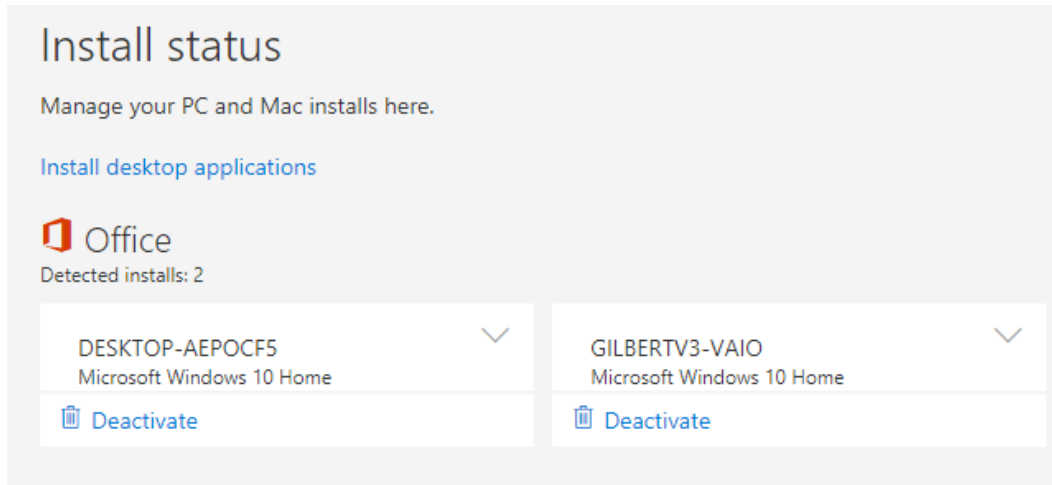 Install status
Manage your PC and Mac installs here.
Install desktop applications
Office
Detected installs: 2
DESKTOP-AEPOCF5
Microsoft Windows 10 Home
Deactivate
GILBERTV3-VAIO
Microsoft Windows 10 Home
Deactivate